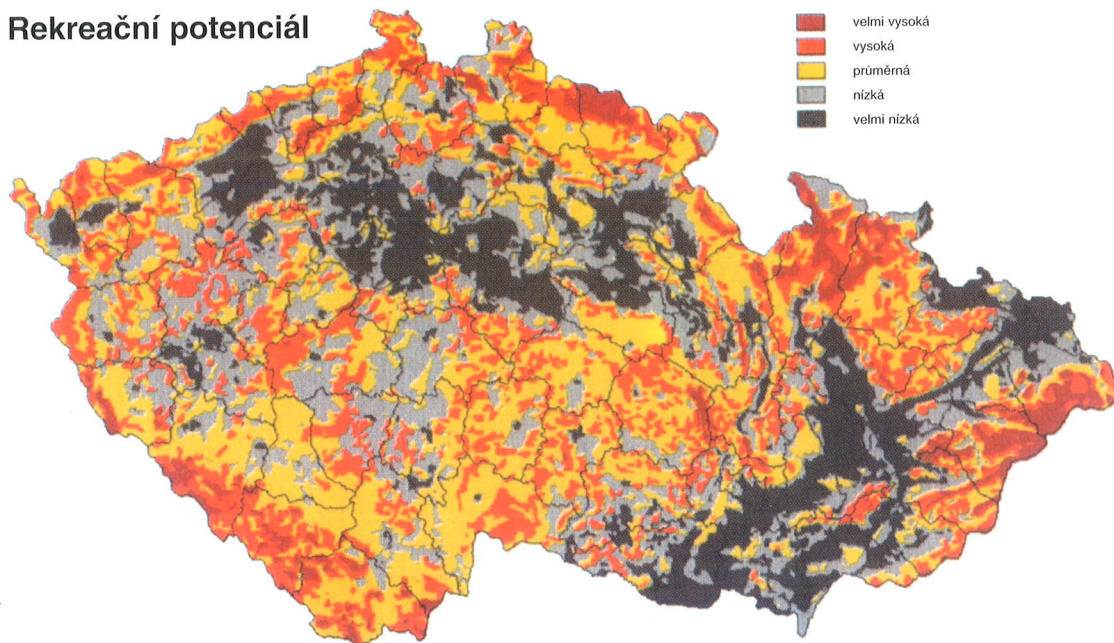 Rekreační potenciál
velmi vysoká
vysoká
průměrná
nízká
velmi nízká